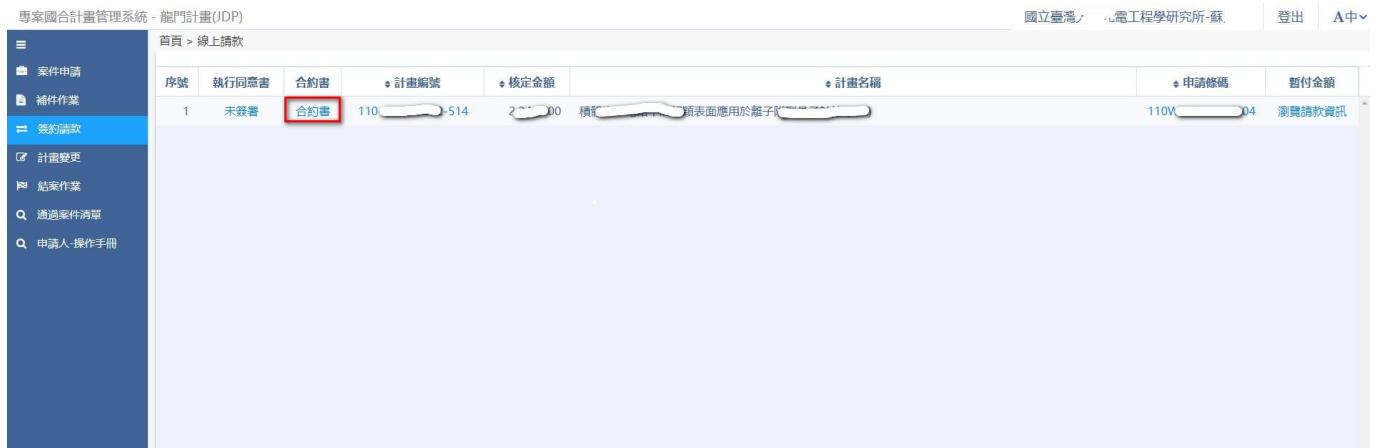 專案國合計畫管理系統 - 龍門計畫(JDP)
國立臺灣 電工程學研究所-蘇
登出
A中
首頁 > 線上請款
案件申請
補件作業
簽約請款
計畫變更
結案作業
通過案件清單
申請人-操作手冊
序號 執行同意書 合約書 計畫編號 核定金額 計畫名稱 申請條碼 暫付金額
1 未簽署 合約書 110 -514 2 00 積 顆表面應用於離子 110W 04 瀏覽請款資訊